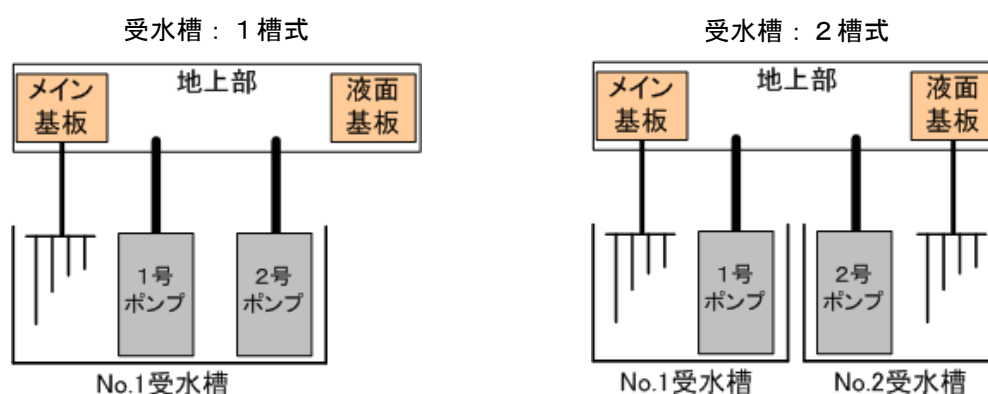 受水槽： 1槽式
メイン
基板
地上部
液面
基板
1号
ポンプ
2号
ポンプ
No.1受水槽
受水槽： 2槽式
メイン
基板
地上部
液面
基板
1号
ポンプ
2号
ポンプ
No.1受水槽
No.2受水槽